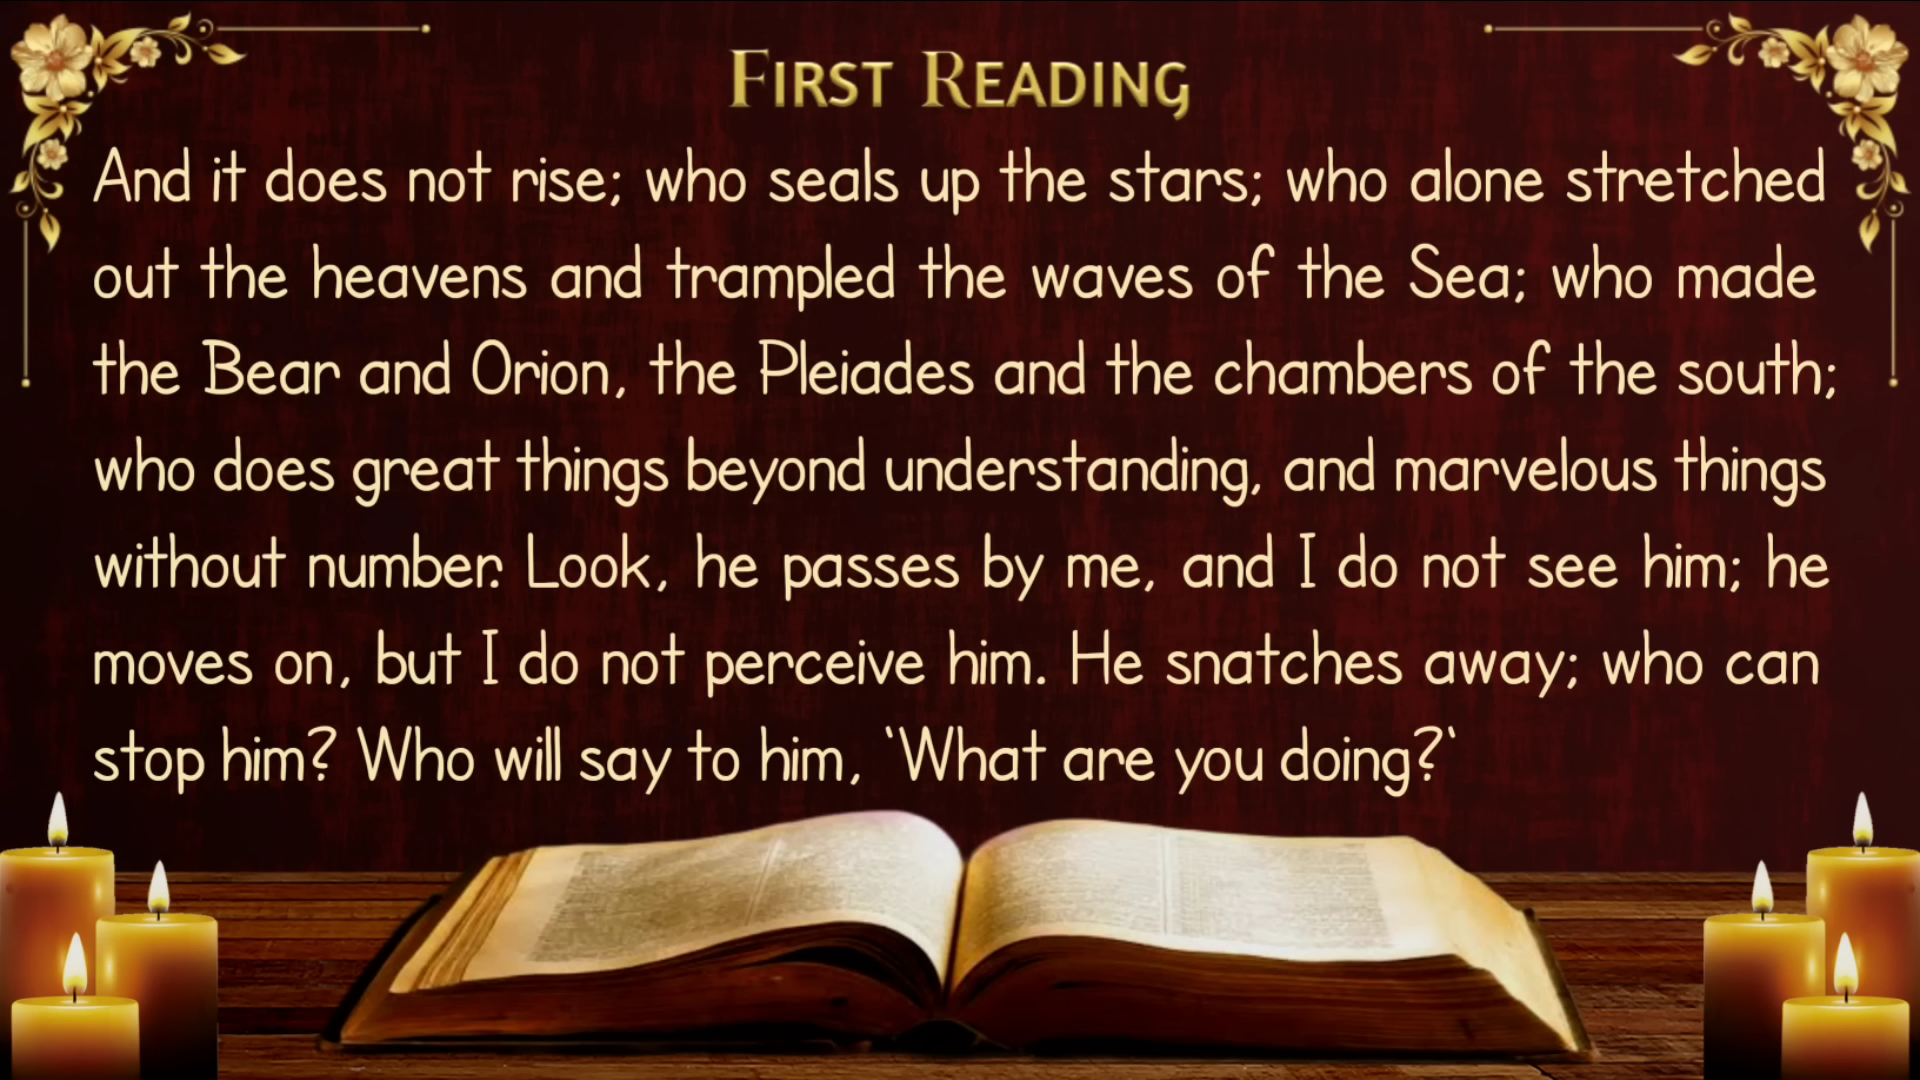 First Reading
And it does not rise; who seals up the stars; who alone stretched
out the heavens and trampled the waves of the Sea; who made
the Bear and Orion, the Pleiades and the chambers of the south;
who does great things beyond understanding, and marvelous things
without number. Look, he passes by me, and I do not see him; he
moves on, but I do not perceive him. He snatches away; who can
stop him? Who will say to him, ‘What are you doing?‛